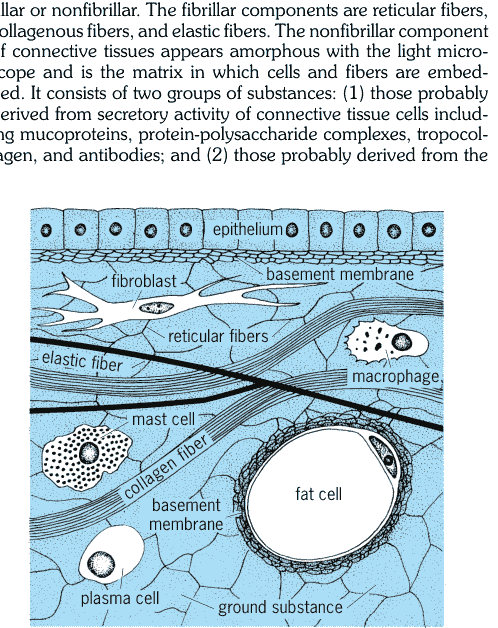 llar or nonfibrillar. The fibrillar components are reticular fibers,
ollagenous fibers, and elastic fibers. The nonfibrillar component
f connective tissues appears amorphous with the light micro-
cope and is the matrix in which cells and fibers are embed-
ed. It consists of two groups of substances: (1) those probably
erived from secretory activity of connective tissue cells includ-
ng mucoproteins, protein-polysaccharide complexes, tropocol-
agen, and antibodies; and (2) those probably derived from the
epithelium
basement membrane
fibroblast
reticular fibers
elastic fiber
macrophage
mast cell
collagen fiber
fat cell
basement
membrane
plasma cell
ground substance